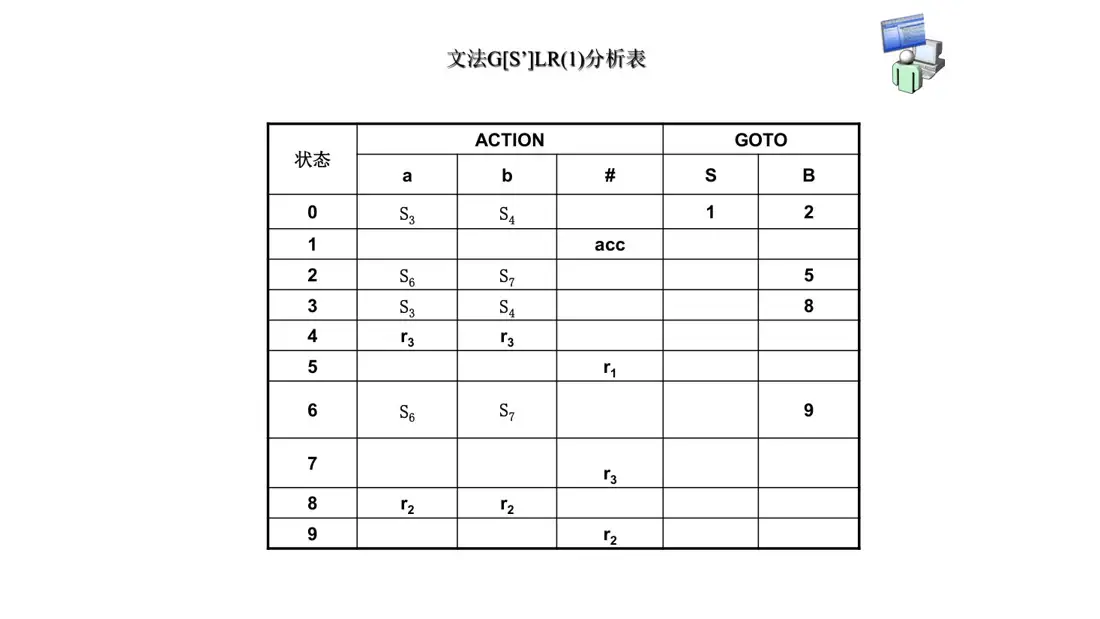 文法G[S’]LR(1)分析表
状态 ACTION GOTO
a b # S B
0 S3 S4 1 2
1 acc
2 S6 S7 5
3 S3 S4 8
4 r3 r3
5 r1
6 S6 S7 9
7 r3
8 r2 r2
9 r2